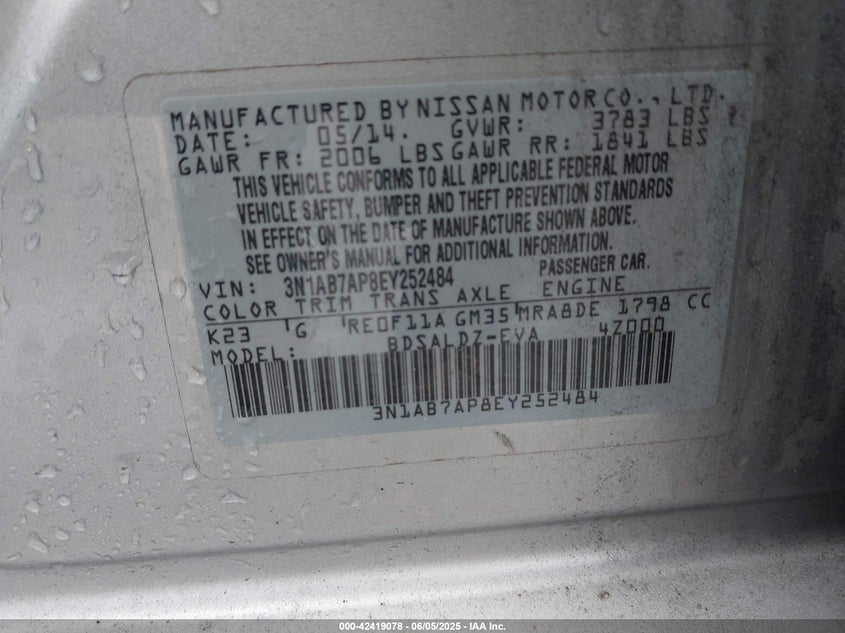 MANUFACTURED BY NISSAN MOTOR CO., LTD.
DATE: 05/14. GVWR: 3783 LBS
GAWR FR: 2006 LBS GAWR RR: 1841 LBS
THIS VEHICLE CONFORMS TO ALL APPLICABLE FEDERAL MOTOR
VEHICLE SAFETY, BUMPER AND THEFT PREVENTION STANDARDS
IN EFFECT ON THE DATE OF MANUFACTURE SHOWN ABOVE.
SEE OWNER'S MANUAL FOR ADDITIONAL INFORMATION.
VIN: 3N1AB7AP8EY252484 PASSENGER CAR.
COLOR TRIM TRANS AXLE ENGINE
K23 G RE0F11A GM35 MRA8DE 1798 CC
MODEL: BDSALDZ-EVA 4Z000
3N1AB7AP8EY252484
000-42419078 - 06/05/2025 - IAA Inc.